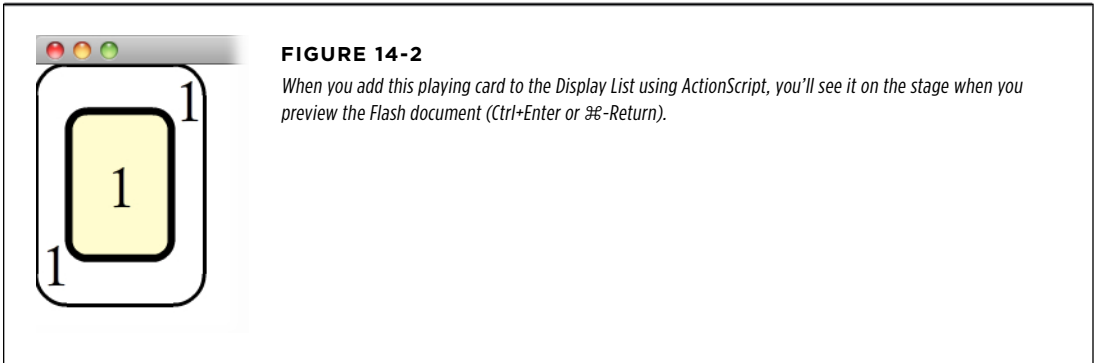 1
1
1
FIGURE 14-2
When you add this playing card to the Display List using ActionScript, you’ll see it on the stage when you
preview the Flash document (Ctrl+Enter or ⌘-Return).